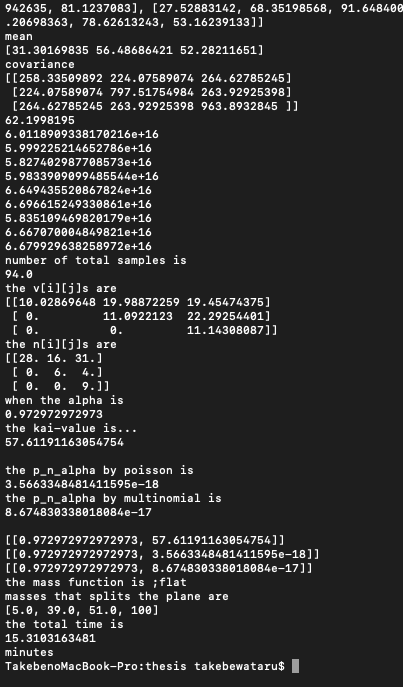 942635, 81.1237083], [27.52883142, 68.35198568, 91.648400
.20698363, 78.62613243, 53.16239133]]
mean
[31.30169835 56.48686421 52.28211651]
covariance
[[258.33509892 224.07589074 264.62785245]
 [224.07589074 797.51754984 263.92925398]
 [264.62785245 263.92925398 963.8932845 ]]
62.1998195
6.0118909338170216e+16
5.999225214652786e+16
5.827402987708573e+16
5.9833909099485544e+16
6.649435520867824e+16
6.696615249330861e+16
5.835109469820179e+16
6.667070004849821e+16
6.679929638258972e+16
number of total samples is
94.0
the v[i][j]s are
[[10.02869648 19.98872259 19.45474375]
 [ 0.         11.0922123  22.29254401]
 [ 0.          0.         11.14308087]]
the n[i][j]s are
[[28. 16. 31.]
 [ 0.  6.  4.]
 [ 0.  0.  9.]]
when the alpha is
0.972972972973
the kai-value is...
57.61191163054754

the p_n_alpha by poisson is
3.5663348481411595e-18
the p_n_alpha by multinomial is
8.674830338018084e-17

[[0.972972972972973, 57.61191163054754]]
[[0.972972972972973, 3.5663348481411595e-18]]
[[0.972972972972973, 8.674830338018084e-17]]
the mass function is ;flat
masses that splits the plane are
[5.0, 39.0, 51.0, 100]
the total time is
15.3103163481
minutes
TakebenoMacBook-Pro:thesis takebewataru$